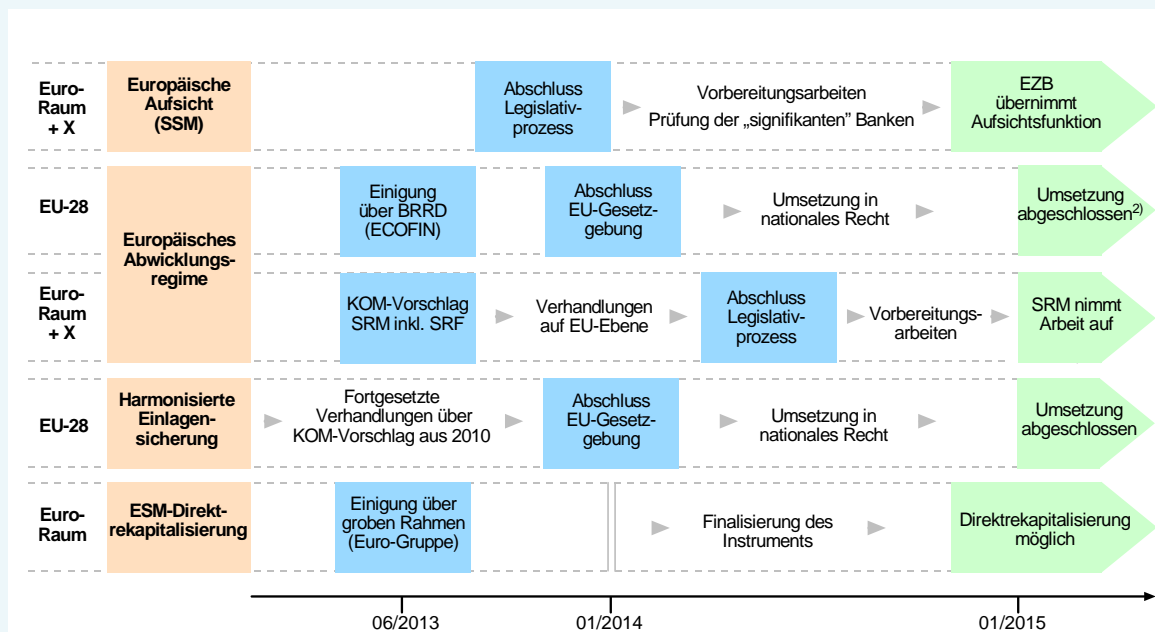 Euro-
Raum
+ X
Europäische
Aufsicht
(SSM)
Abschluss
Legislativ-
prozess
Vorbereitungsarbeiten
Prüfung der „signifikanten” Banken
EZB
übernimmt
Aufsichtsfunktion
EU-28
Europäisches
Abwicklungs-
regime
Einigung
über BRRD
(ECOFIN)
Abschluss
EU-Gesetz-
gebung
Umsetzung in
nationales Recht
Umsetzung
abgeschlossen²⁾
Euro-
Raum
+ X
KOM-Vorschlag
SRM inkl. SRF
Verhandlungen
auf EU-Ebene
Abschluss
Legislativ-
prozess
Vorbereitungs-
arbeiten
SRM nimmt
Arbeit auf
EU-28
Harmonisierte
Einlagen-
sicherung
Fortgesetzte
Verhandlungen über
KOM-Vorschlag aus 2010
Abschluss
EU-Gesetz-
gebung
Umsetzung in
nationales Recht
Umsetzung
abgeschlossen
Euro-
Raum
ESM-Direkt-
rekapitalisierung
Einigung über
groben Rahmen
(Euro-Gruppe)
Finalisierung des
Instruments
Direktrekapitalisierung
möglich
06/2013
01/2014
01/2015